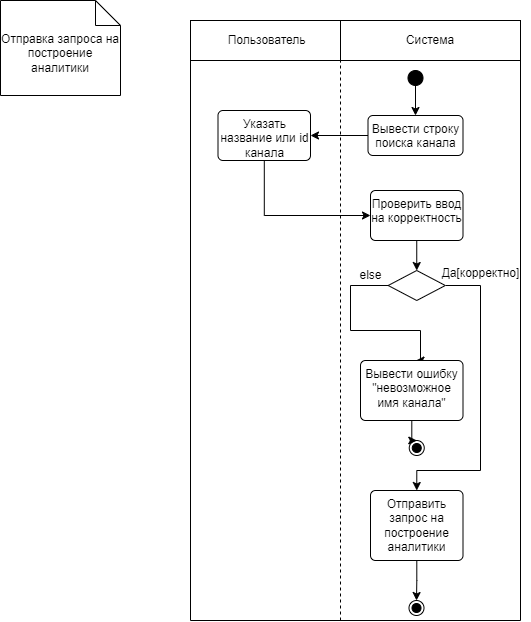 Отправка запроса на
построение
аналитики
Пользователь
Система
Вывести строку
поиска канала
Указать
название или id
канала
Проверить ввод
на корректность
else
Да[корректно]
Вывести ошибку
"невозможное
имя канала"
Отправить
запрос на
построение
аналитики